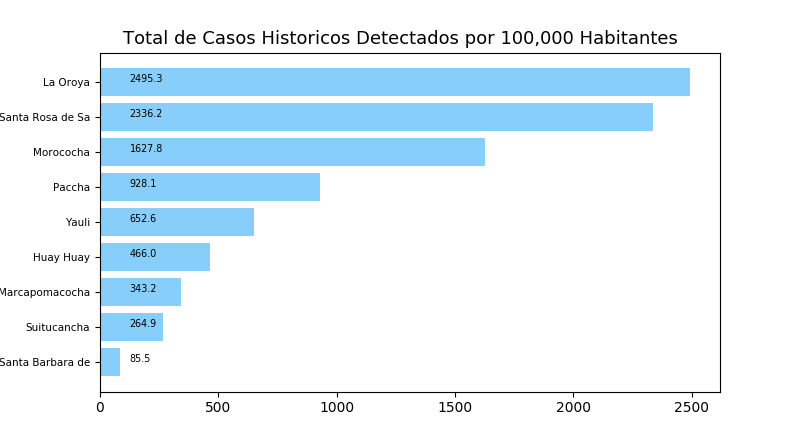 Total de Casos Historicos Detectados por 100,000 Habitantes
La Oroya 2495.3
Santa Rosa de Sa 2336.2
Morococha 1627.8
Paccha 928.1
Yauli 652.6
Huay Huay 466.0
Marcapomacocha 343.2
Suitucancha 264.9
Santa Barbara de 85.5
0 500 1000 1500 2000 2500